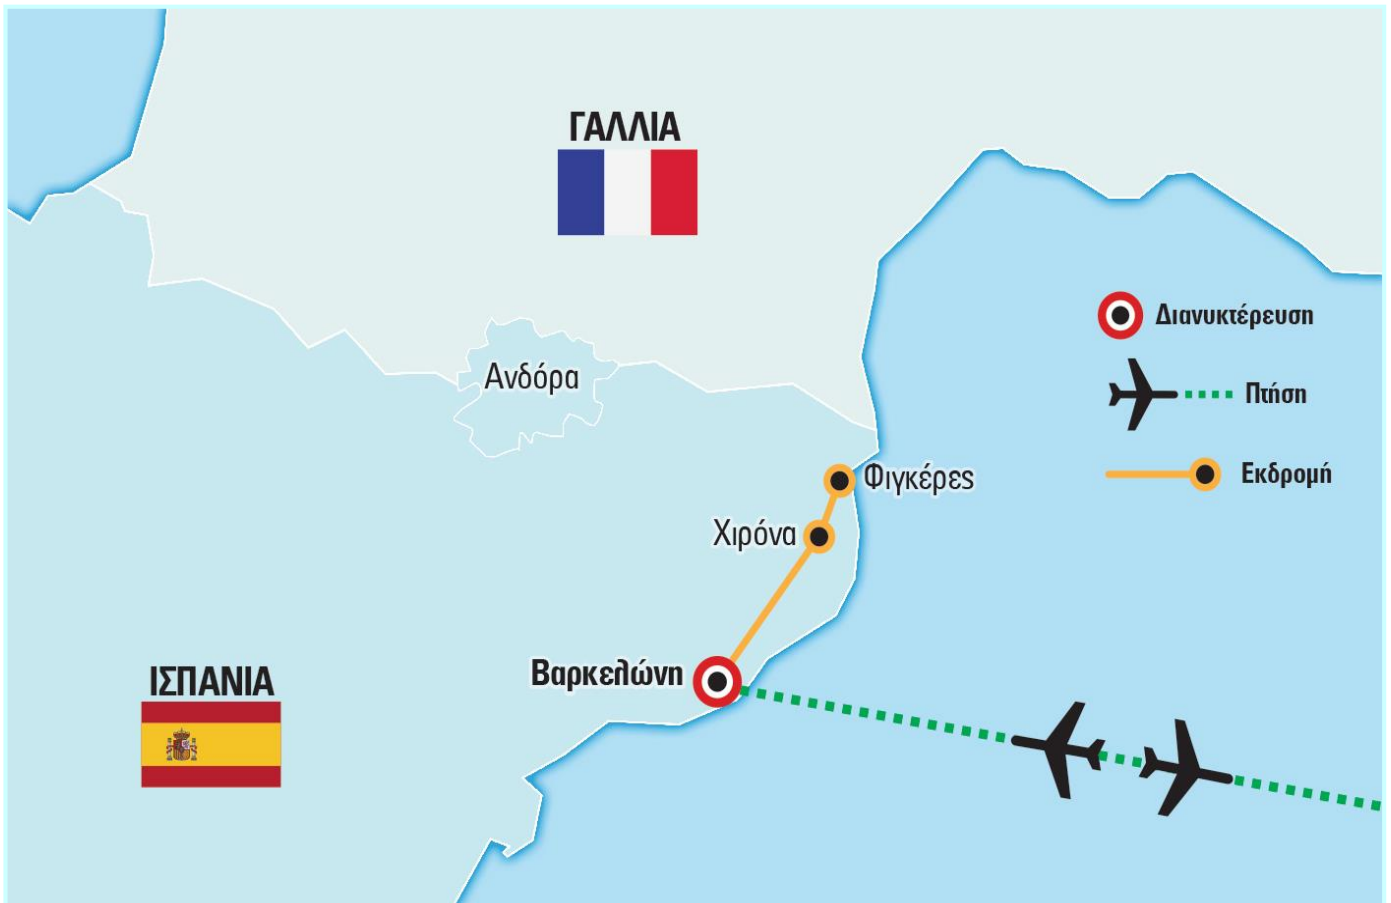 ΓΑΛΛΙΑ
Διανυκτέρευση
Ανδόρα
Πτήση
Φιγκέρες
Εκδρομή
Χιρόνα
Βαρκελώνη
ΙΣΠΑΝΙΑ